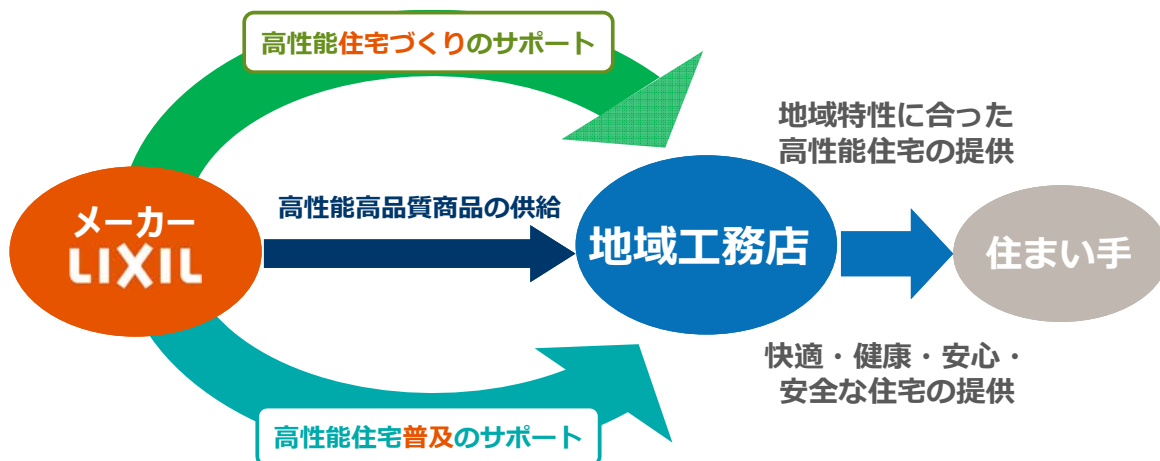 高性能住宅づくりのサポート
地域特性に合った
高性能住宅の提供
メーカー
LIXIL
高性能高品質商品の供給
地域工務店
住まい手
快適・健康・安心・
安全な住宅の提供
高性能住宅普及のサポート